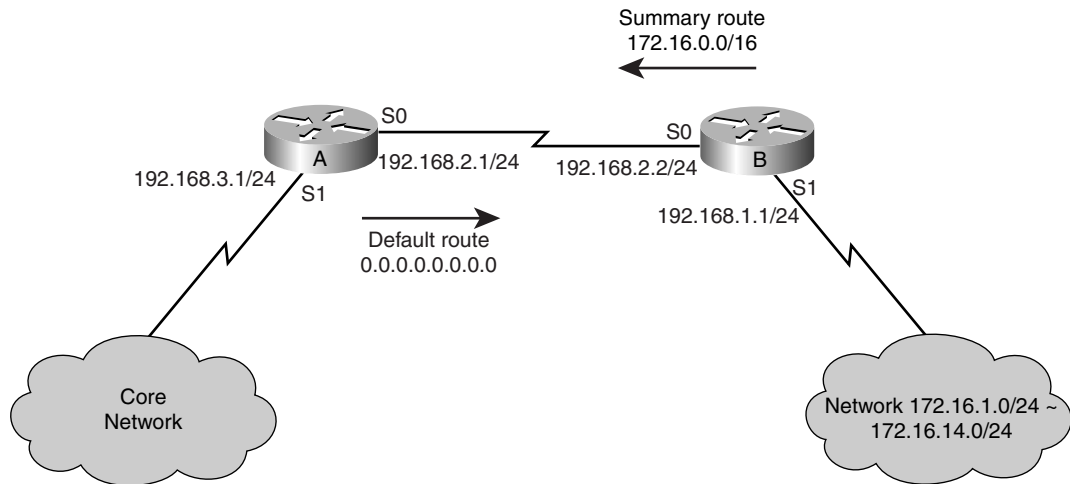 Summary route
172.16.0.0/16
S0
A
192.168.2.1/24
192.168.3.1/24
S1
S0
B
192.168.2.2/24
S1
192.168.1.1/24
Default route
0.0.0.0.0.0.0.0
Core
Network
Network 172.16.1.0/24 ~
172.16.14.0/24